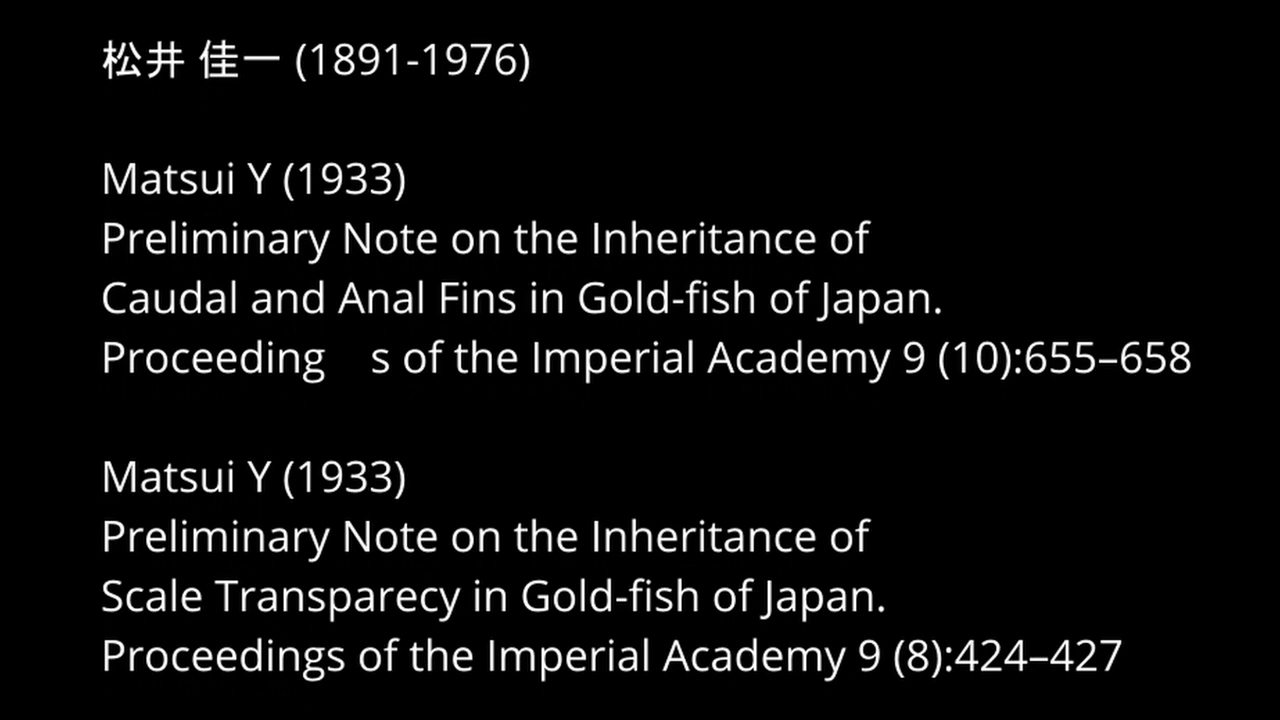 松井 佳一 (1891-1976)
Matsui Y (1933)
Preliminary Note on the Inheritance of
Caudal and Anal Fins in Gold-fish of Japan.
Proceeding s of the Imperial Academy 9 (10):655–658
Matsui Y (1933)
Preliminary Note on the Inheritance of
Scale Transparecy in Gold-fish of Japan.
Proceedings of the Imperial Academy 9 (8):424–427